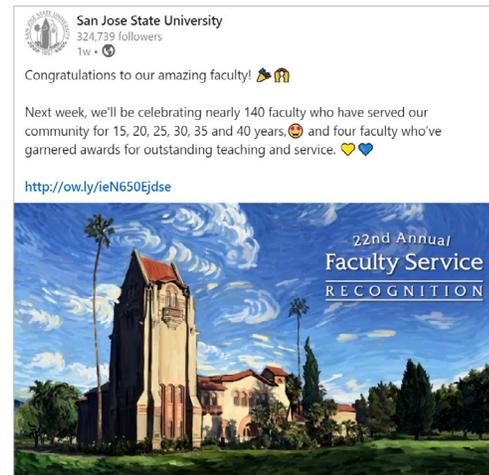 San Jose State University
324,739 followers
1w •
Congratulations to our amazing faculty! 🎉🙌
Next week, we'll be celebrating nearly 140 faculty who have served our
community for 15, 20, 25, 30, 35 and 40 years,🤩 and four faculty who've
garnered awards for outstanding teaching and service. 💛💙
http://ow.ly/ieN650Ejdse
22nd Annual
Faculty Service
RECOGNITION